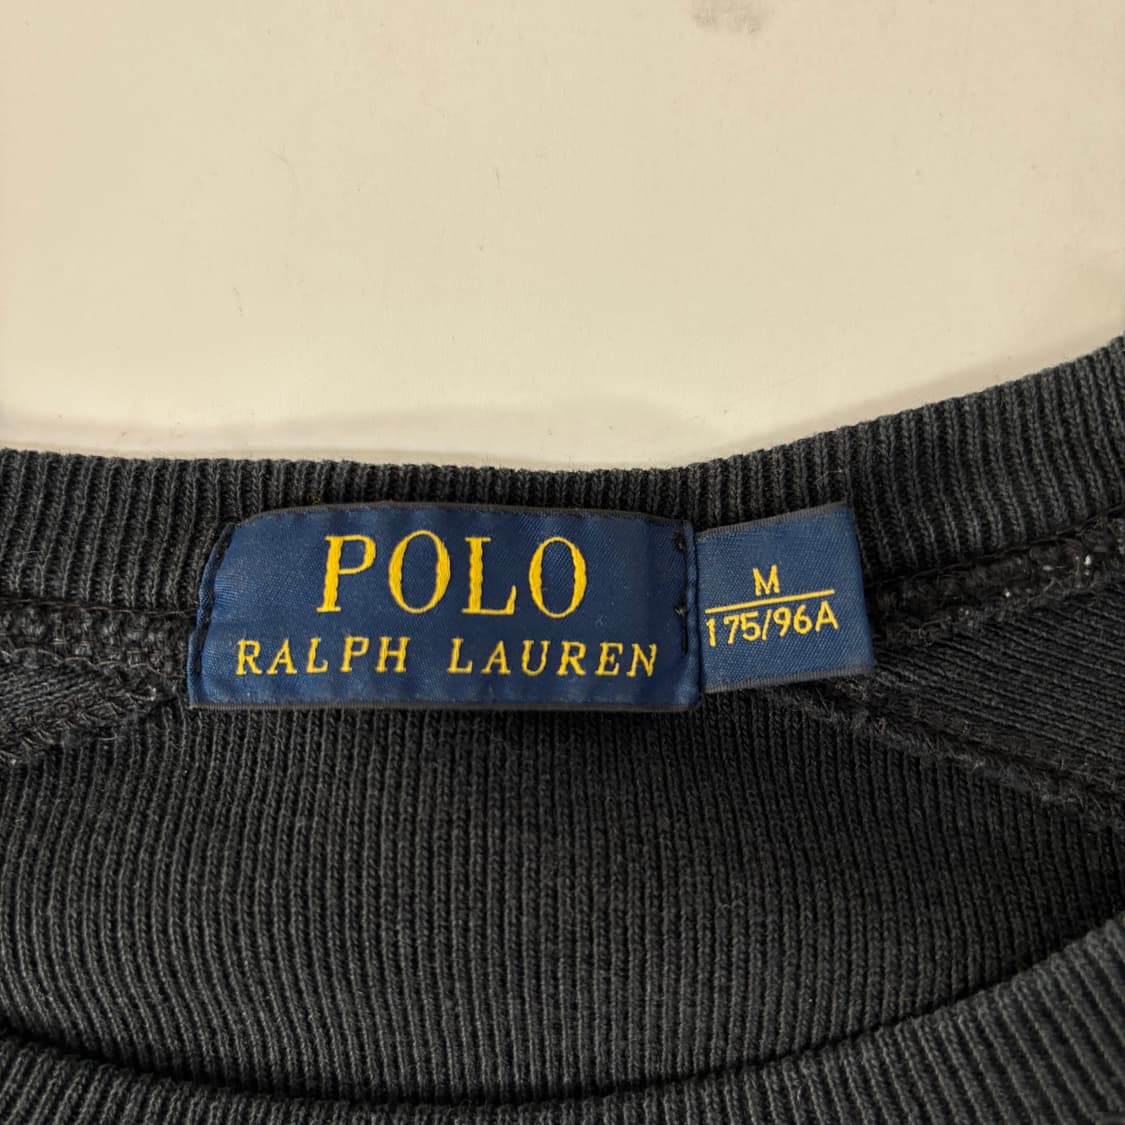 POLO
RALPH LAUREN
M
175/96A